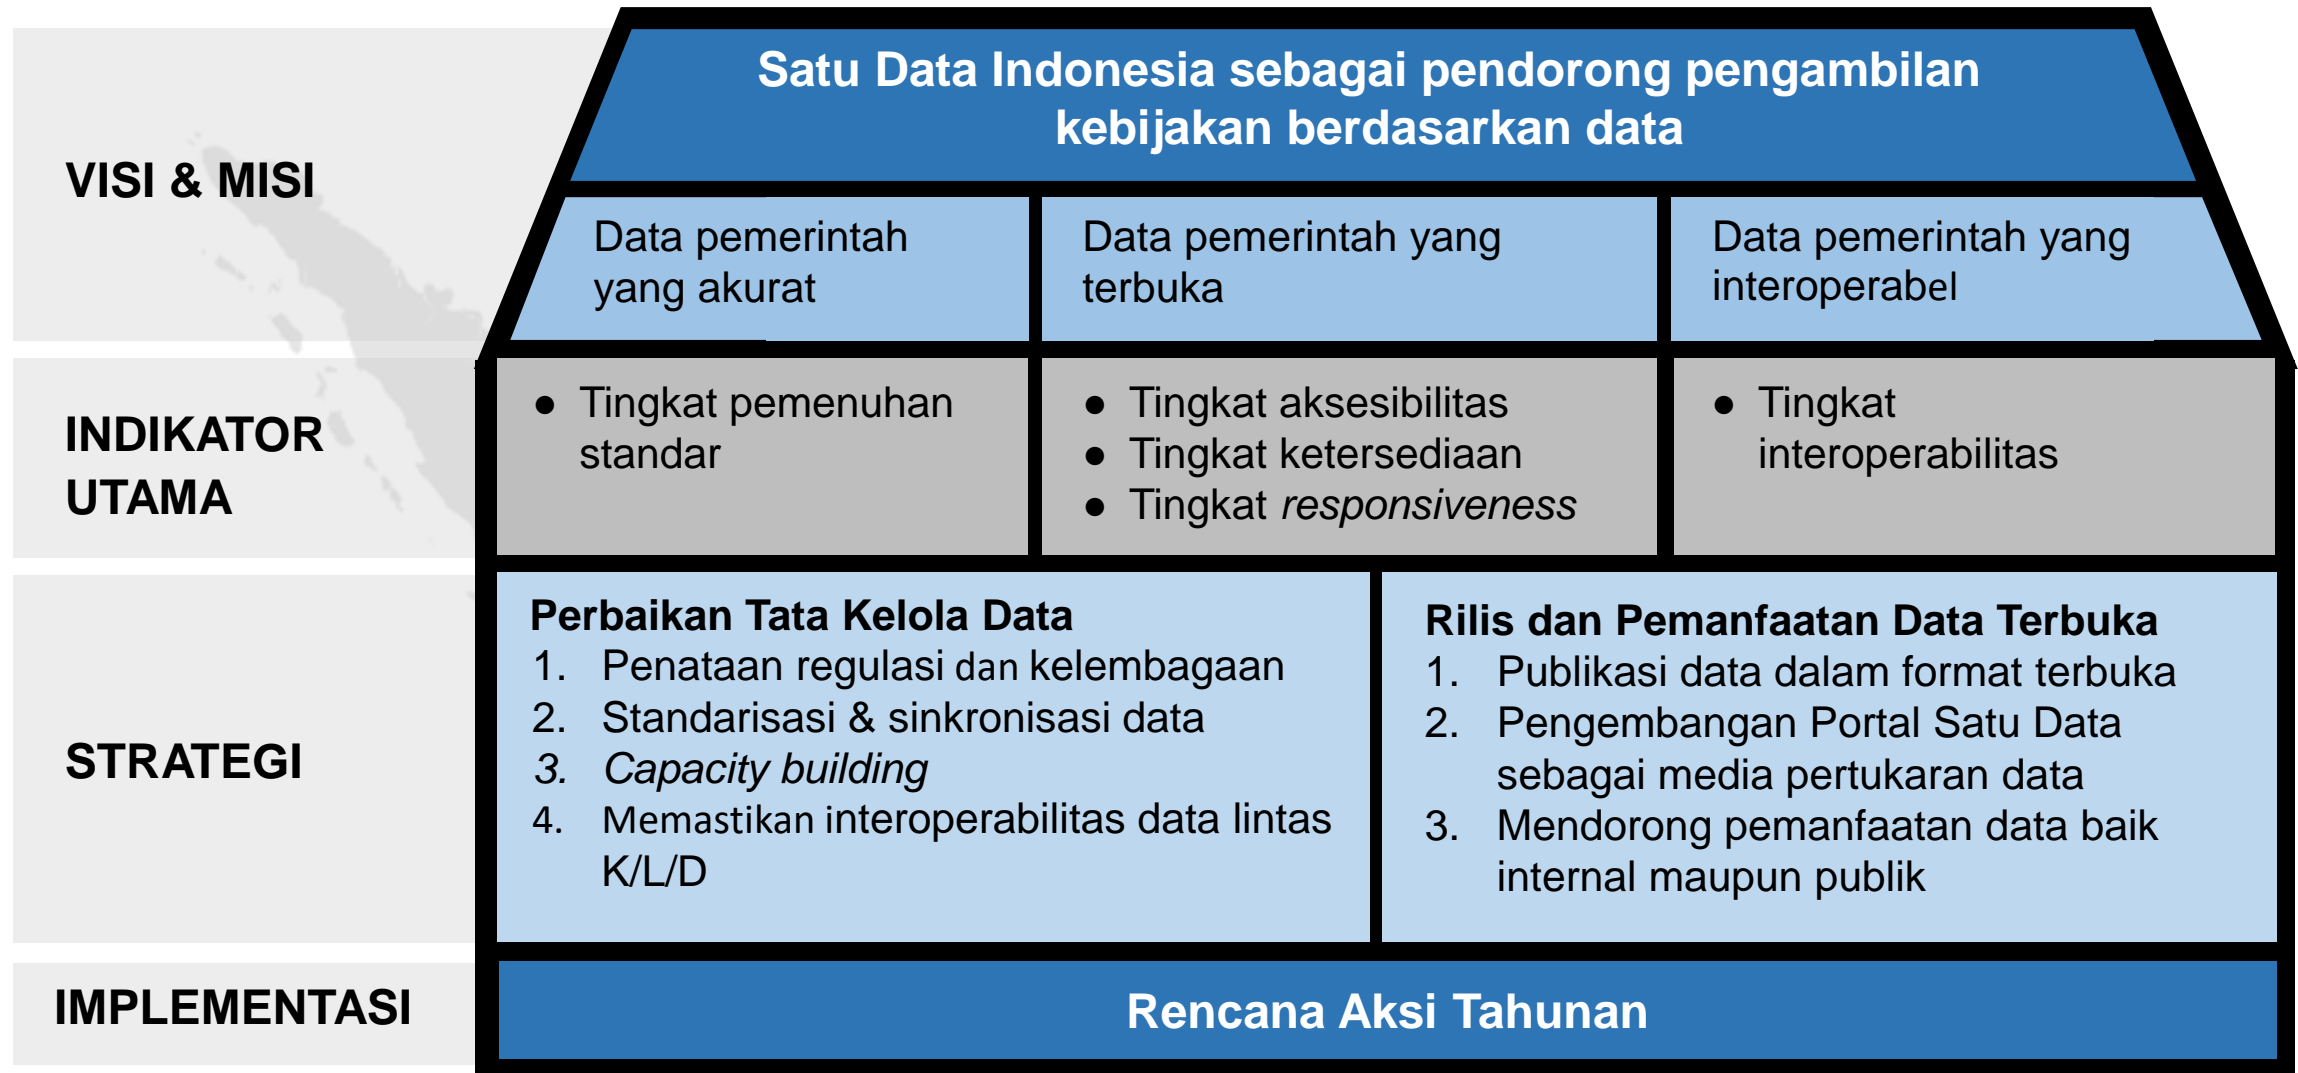 Satu Data Indonesia sebagai pendorong pengambilan
kebijakan berdasarkan data
VISI & MISI
Data pemerintah
yang akurat
Data pemerintah yang
terbuka
Data pemerintah yang
interoperabel
INDIKATOR
UTAMA
● Tingkat pemenuhan
standar
● Tingkat aksesibilitas
● Tingkat ketersediaan
● Tingkat responsiveness
● Tingkat
interoperabilitas
STRATEGI
Perbaikan Tata Kelola Data
1. Penataan regulasi dan kelembagaan
2. Standarisasi & sinkronisasi data
3. Capacity building
4. Memastikan interoperabilitas data lintas
K/L/D
Rilis dan Pemanfaatan Data Terbuka
1. Publikasi data dalam format terbuka
2. Pengembangan Portal Satu Data
sebagai media pertukaran data
3. Mendorong pemanfaatan data baik
internal maupun publik
IMPLEMENTASI
Rencana Aksi Tahunan